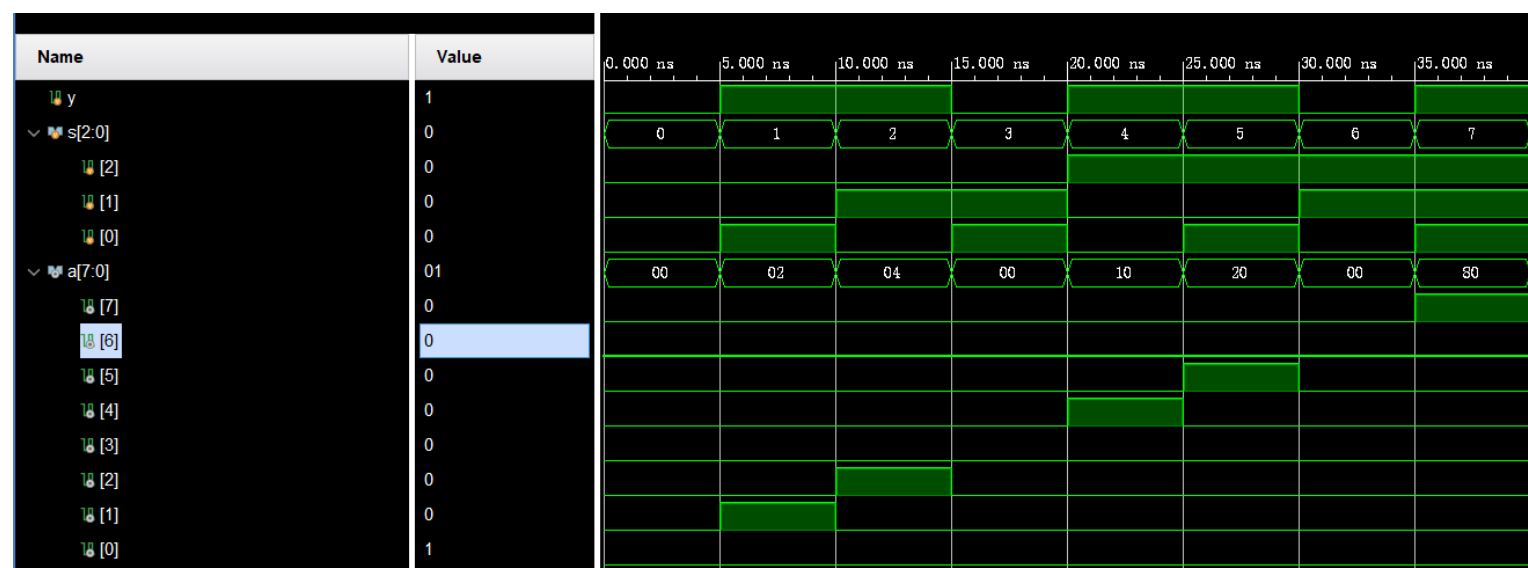 Name Value
0.000 ns 5.000 ns 10.000 ns 15.000 ns 20.000 ns 25.000 ns 30.000 ns 35.000 ns
y 1
s[2:0] 0 0 1 2 3 4 5 6 7
[2] 0
[1] 0
[0] 0
a[7:0] 01 00 02 04 00 10 20 00 80
[7] 0
[6] 0
[5] 0
[4] 0
[3] 0
[2] 0
[1] 0
[0] 1